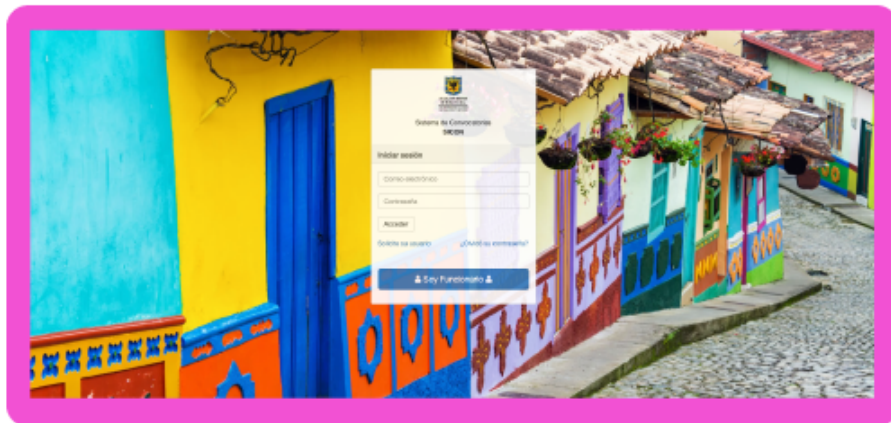 Sistema de Convocatorias
SICON
Iniciar sesión
Correo electrónico
Contraseña
Acceder
Solicite su usuario
¿Olvidó su contraseña?
Soy Funcionario